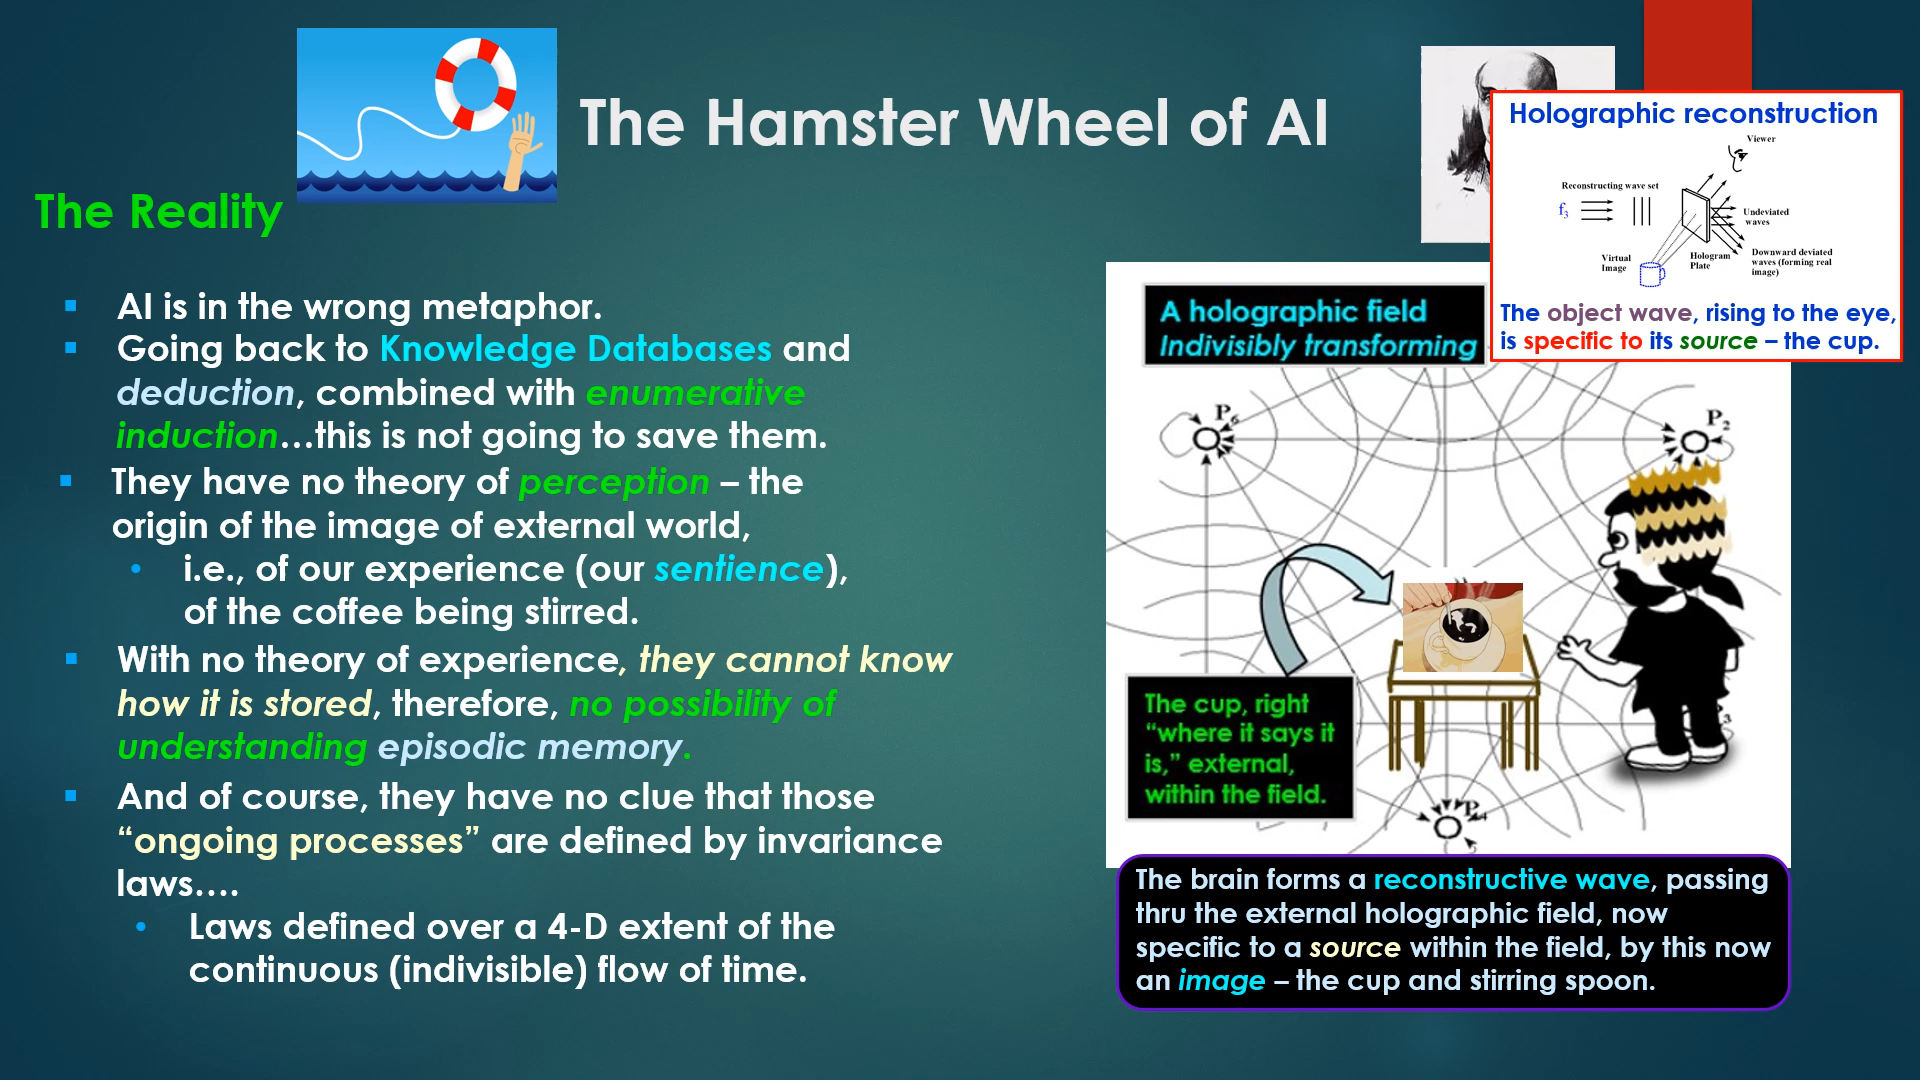 The Hamster Wheel of AI
The Reality
AI is in the wrong metaphor.
Going back to Knowledge Databases and
deduction, combined with enumerative
induction…this is not going to save them.
They have no theory of perception – the
origin of the image of external world,
i.e., of our experience (our sentience),
of the coffee being stirred.
With no theory of experience, they cannot know
how it is stored, therefore, no possibility of
understanding episodic memory.
And of course, they have no clue that those
“ongoing processes” are defined by invariance
laws….
Laws defined over a 4-D extent of the
continuous (indivisible) flow of time.
Holographic reconstruction
Viewer
Reconstructing wave set
f3
Undeviated
waves
Virtual
Image
Hologram
Plate
Downward deviated
waves (forming real
image)
The object wave, rising to the eye,
is specific to its source – the cup.
A holographic field
Indivisibly transforming
P6
P2
The cup, right
“where it says it
is,” external,
within the field.
3
P4
The brain forms a reconstructive wave, passing
thru the external holographic field, now
specific to a source within the field, by this now
an image – the cup and stirring spoon.